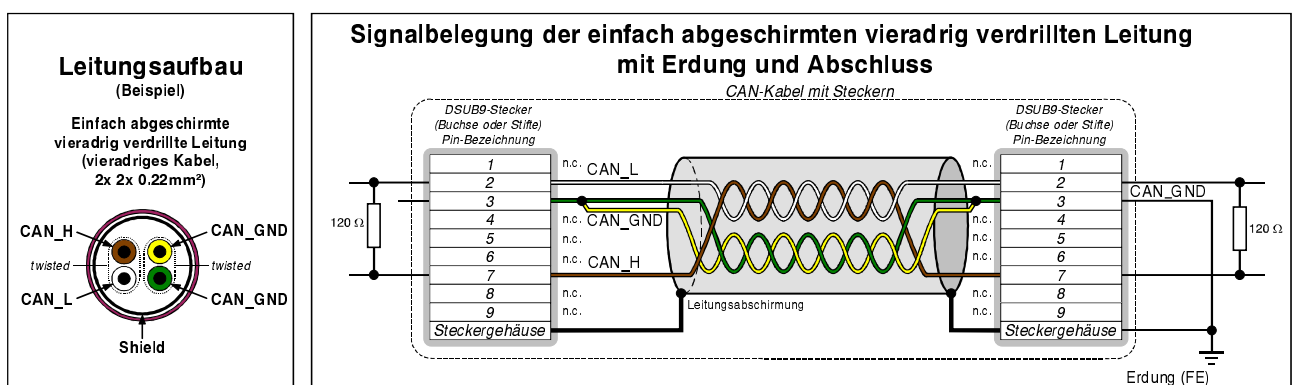 Leitungsaufbau
(Beispiel)
Einfach abgeschirmte
vieradrig verdrillte Leitung
(vieradriges Kabel,
2x 2x 0.22mm²)
CAN_H
CAN_GND
twisted
twisted
CAN_L
CAN_GND
Shield
Signalbelegung der einfach abgeschirmten vieradrig verdrillten Leitung
mit Erdung und Abschluss
CAN-Kabel mit Steckern
DSUB9-Stecker
(Buchse oder Stifte)
Pin-Bezeichnung
1
2
3
4
5
6
7
8
9
Steckergehäuse
120 Ω
n.c.
CAN_L
CAN_GND
n.c.
n.c.
n.c.
CAN_H
n.c.
n.c.
Leitungsabschirmung
n.c.
n.c.
n.c.
n.c.
n.c.
n.c.
DSUB9-Stecker
(Buchse oder Stifte)
Pin-Bezeichnung
1
2
3
4
5
6
7
8
9
Steckergehäuse
CAN_GND
120 Ω
Erdung (FE)